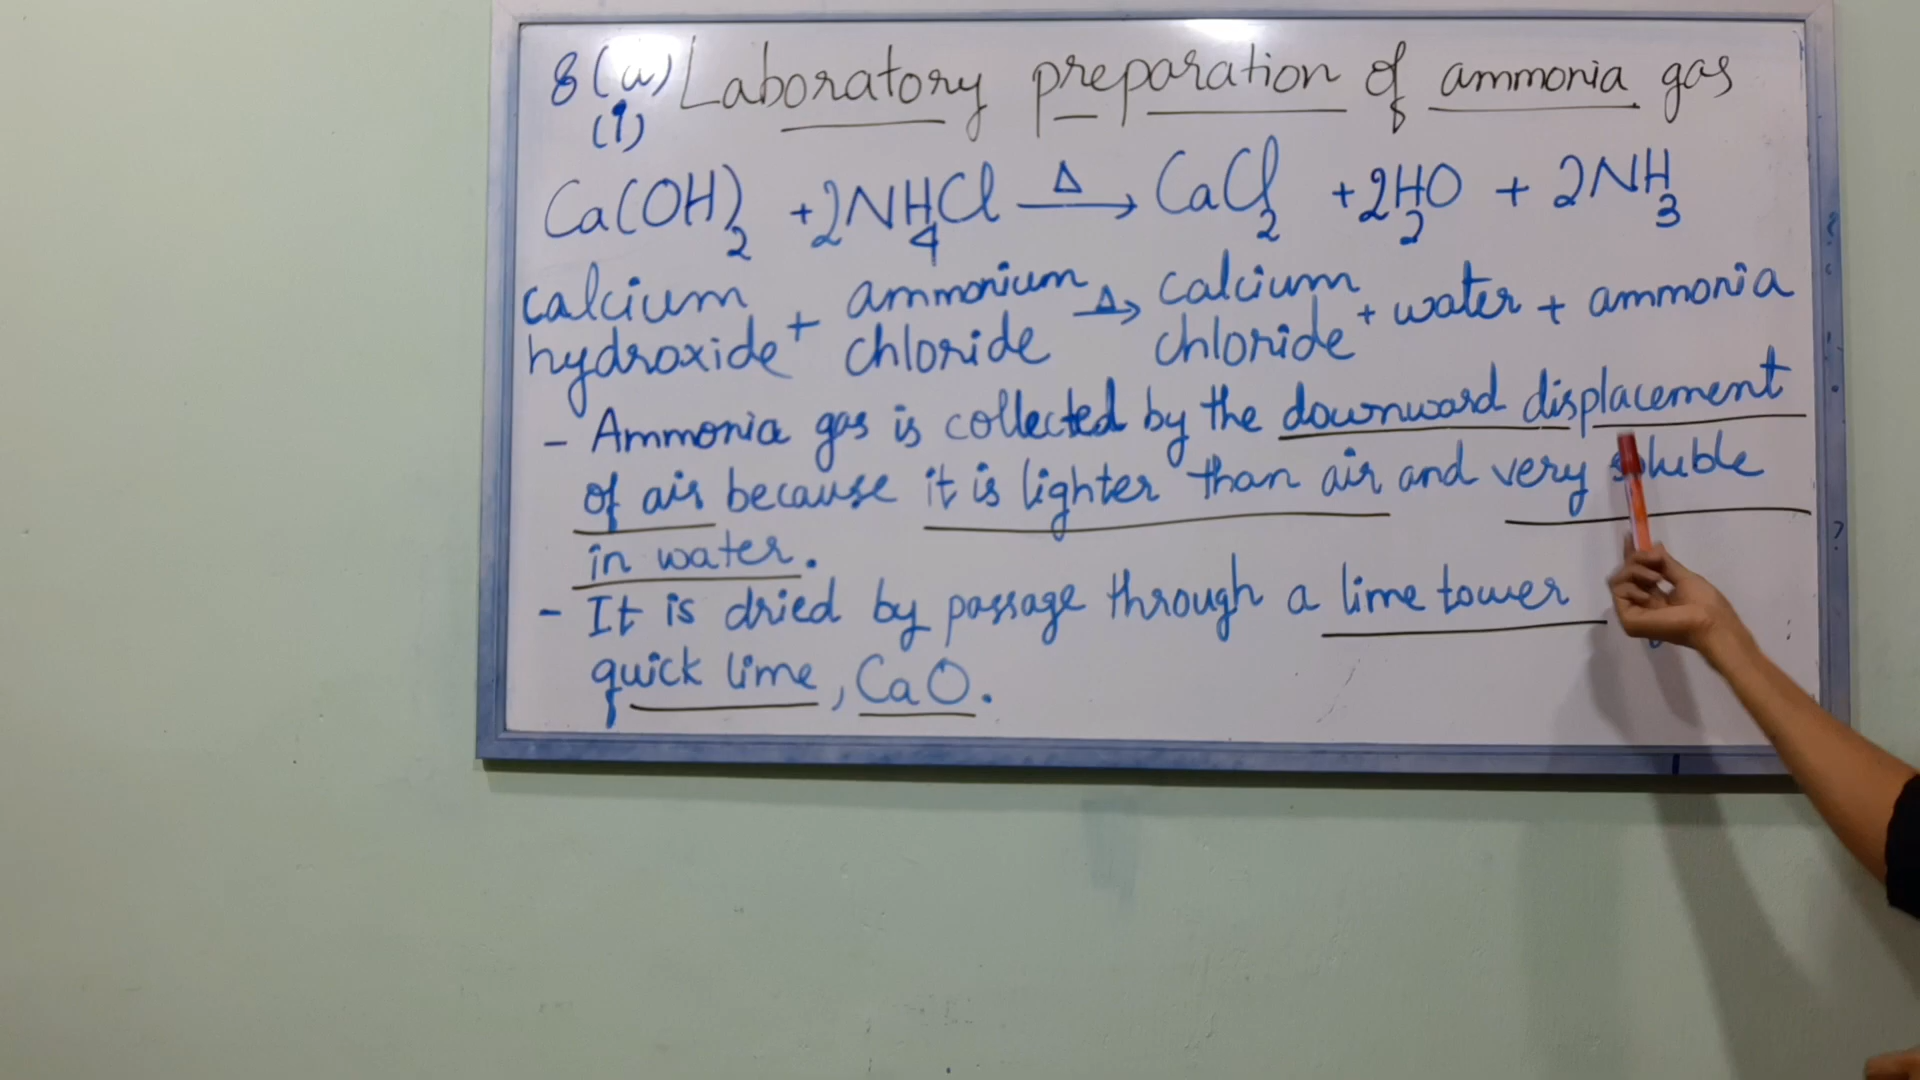 8(a) Laboratory preparation of ammonia gas
(i)
Ca(OH)₂ + 2NH₄Cl →Δ CaCl₂ + 2H₂O + 2NH₃
calcium hydroxide + ammonium chloride →Δ calcium chloride + water + ammonia
- Ammonia gas is collected by the downward displacement
of air because it is lighter than air and very soluble
in water.
- It is dried by passage through a lime tower
quick lime, CaO.